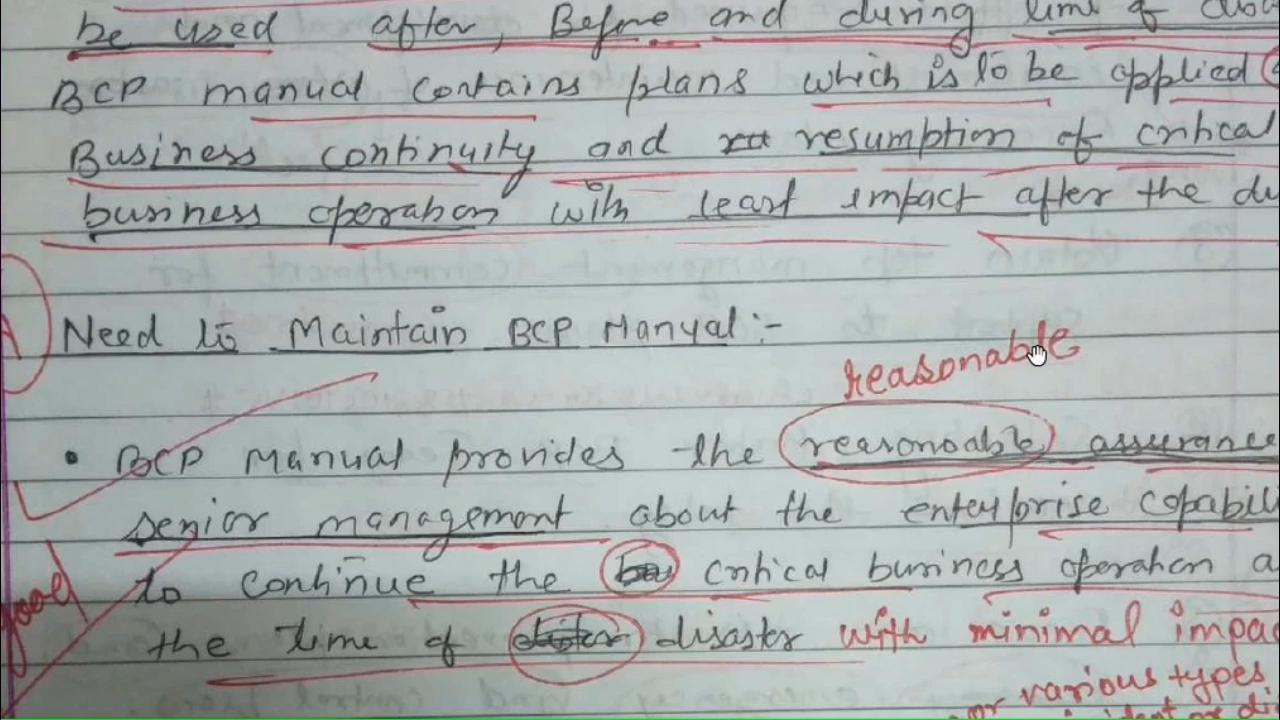 be used after, Before and during time of
BCP manual contains plans which is to be applied
Business continuity and resumption of critical
business operation with least impact after the
Need to Maintain BCP Manual:-
reasonable
• BCP Manual provides the reasonoable assurance
senior management about the enterprise capabil
to continue the critical business operation a
good
the time of disaster with minimal impac
or various types